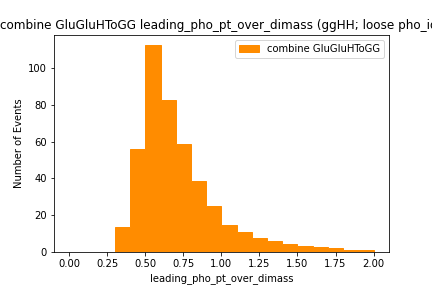 combine GluGluHToGG leading_pho_pt_over_dimass (ggHH; loose pho_i
combine GluGluHToGG
Number of Events
100
80
60
40
20
0
0.00 0.25 0.50 0.75 1.00 1.25 1.50 1.75 2.00
leading_pho_pt_over_dimass